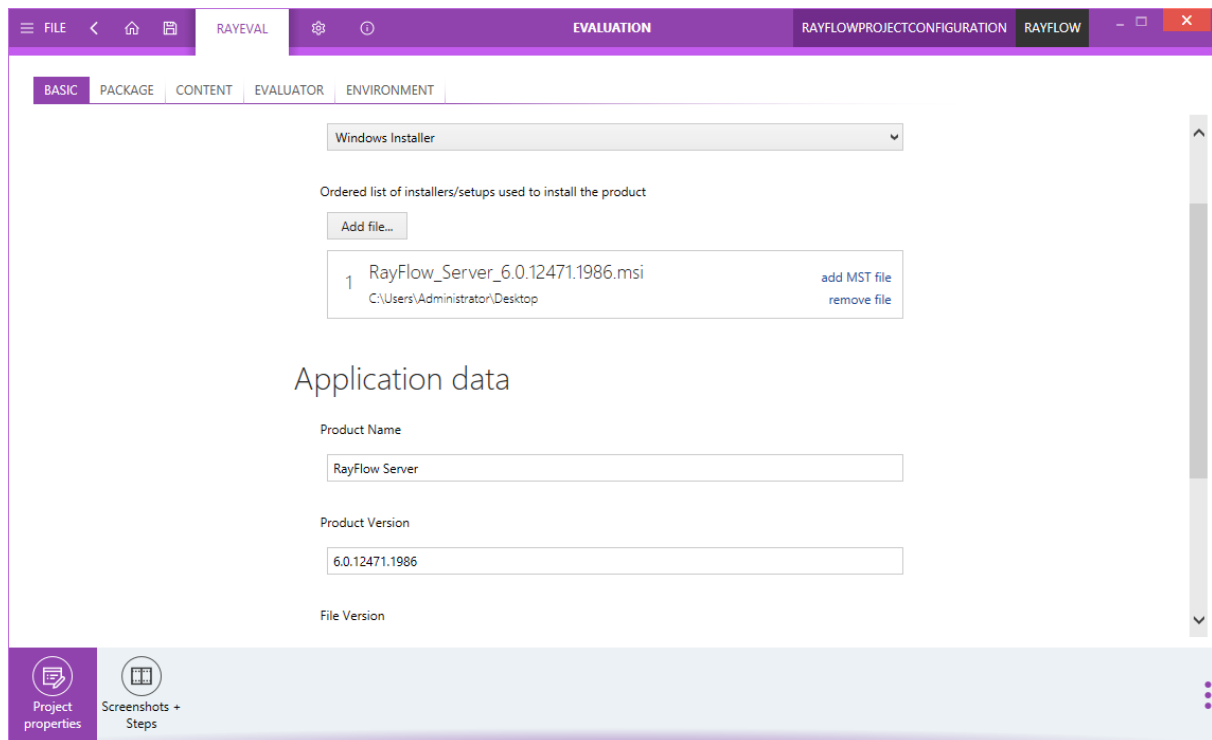 FILE
RAYEVAL
EVALUATION
RAYFLOWPROJECTCONFIGURATION
RAYFLOW
BASIC
PACKAGE
CONTENT
EVALUATOR
ENVIRONMENT
Windows Installer
Ordered list of installers/setups used to install the product
Add file...
1
RayFlow_Server_6.0.12471.1986.msi
C:\Users\Administrator\Desktop
add MST file
remove file
Application data
Product Name
RayFlow Server
Product Version
6.0.12471.1986
File Version
Project
properties
Screenshots +
Steps